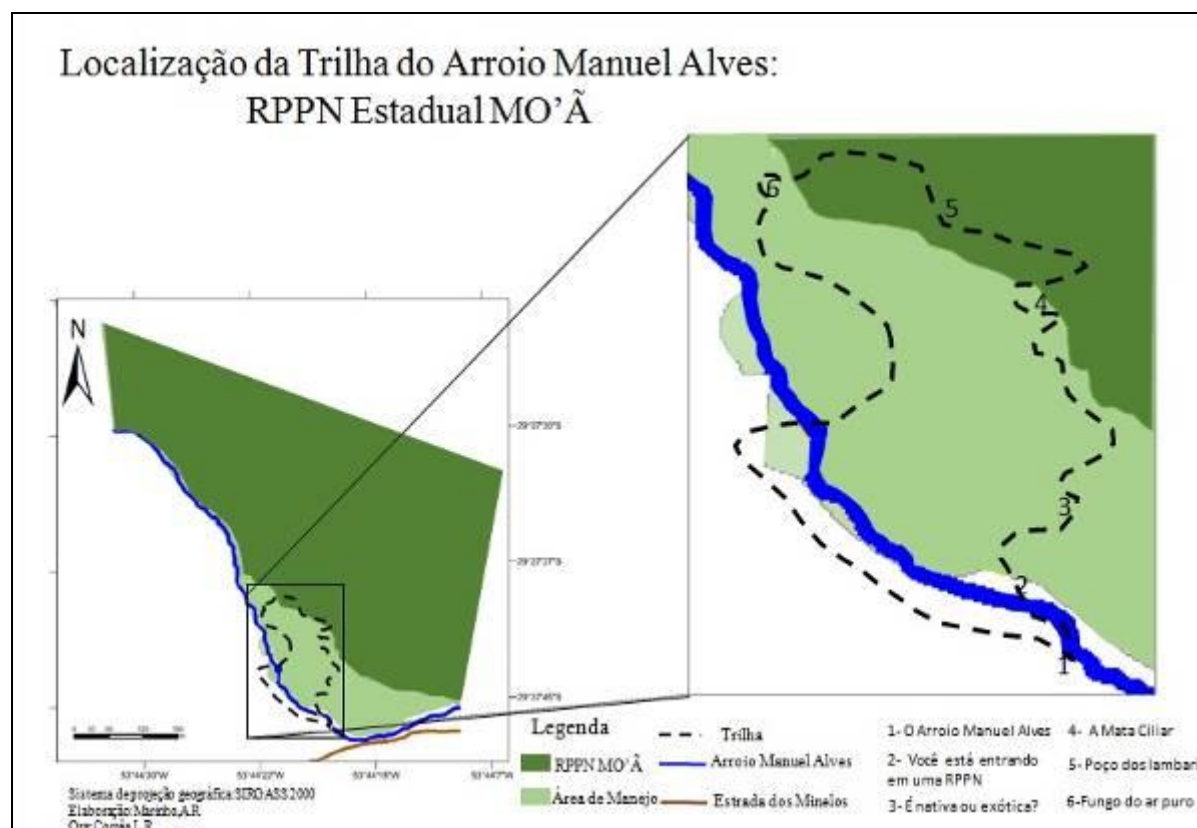 Localização da Trilha do Arroio Manuel Alves:
RPPN Estadual MO'Ã
N
6
5
4
3
2
1
Legenda
RPPN MO'Ã
Área de Manejo
Trilha
Arroio Manuel Alves
Estrada dos Minelos
1- O Arroio Manuel Alves
2- Você está entrando
em uma RPPN
3- É nativa ou exótica?
4- A Mata Ciliar
5- Poço dos lambari
6-Fungo do ar puro
Sistema de projeção geográfica:
Elaboração: Marinho,A.R